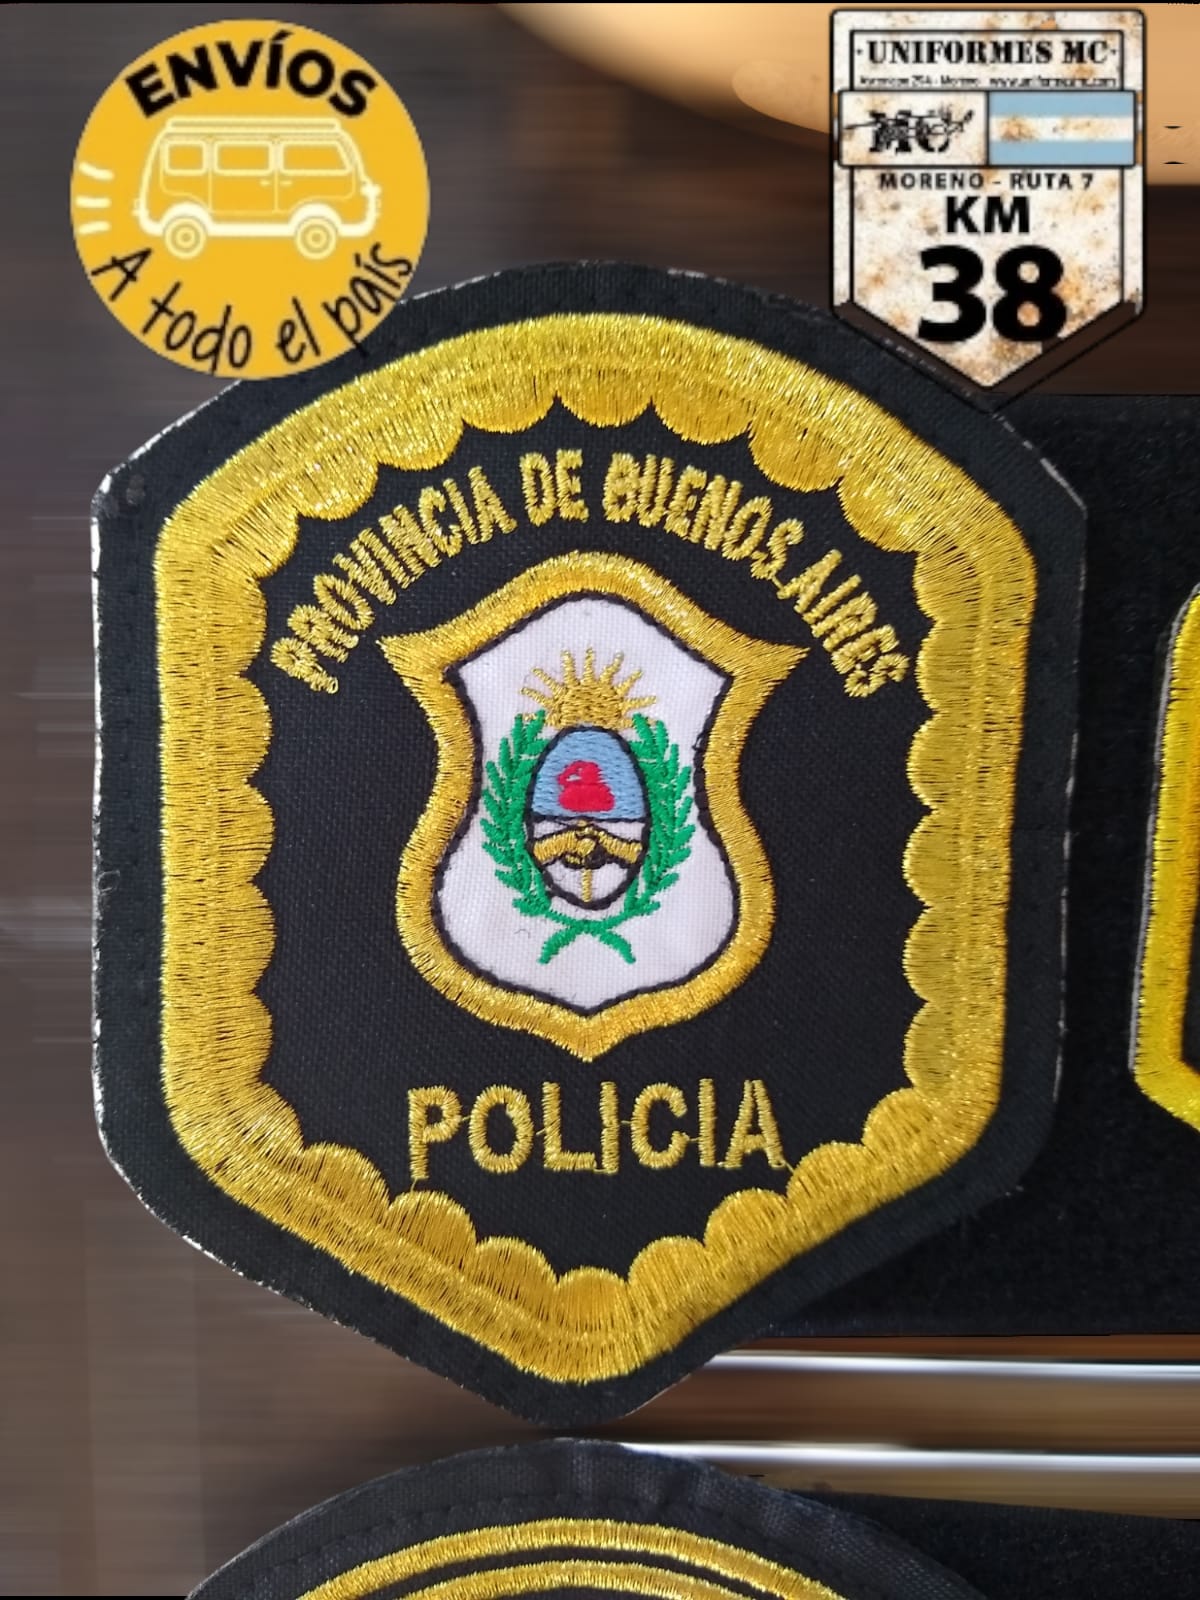 ENVÍOS
A todo el país
·UNIFORMES MC·
MC
MORENO - RUTA 7
KM
38
PROVINCIA DE BUENOS AIRES
POLICIA